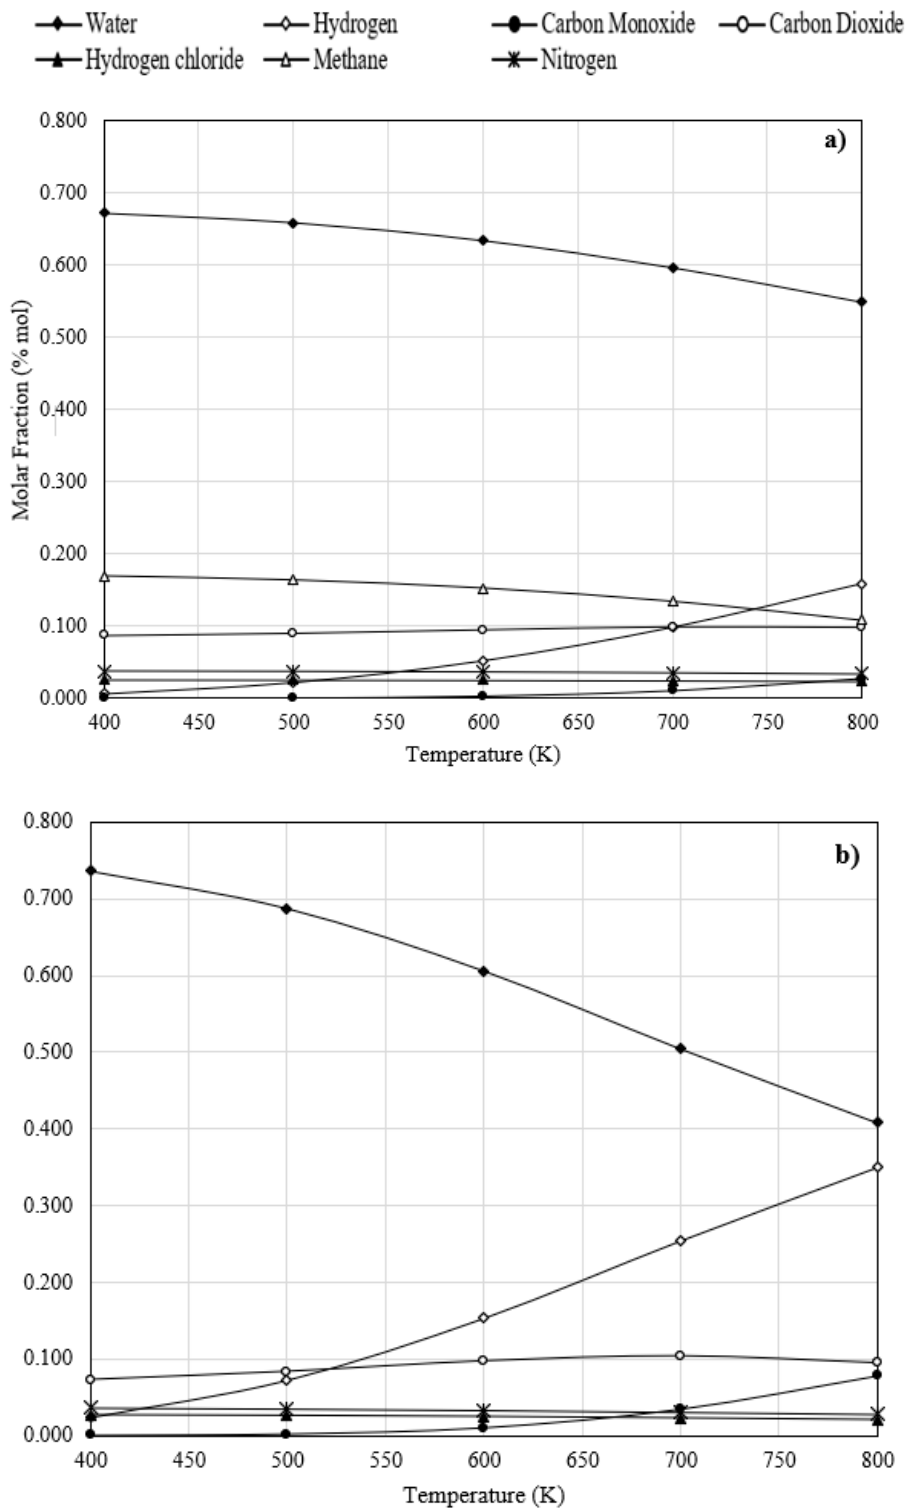 Water Hydrogen Carbon Monoxide Carbon Dioxide
Hydrogen chloride Methane Nitrogen
a)
0.800
0.700
0.600
0.500
0.400
0.300
0.200
0.100
0.000
Molar Fraction (% mol)
400 450 500 550 600 650 700 750 800
Temperature (K)
b)
0.800
0.700
0.600
0.500
0.400
0.300
0.200
0.100
0.000
400 450 500 550 600 650 700 750 800
Temperature (K)